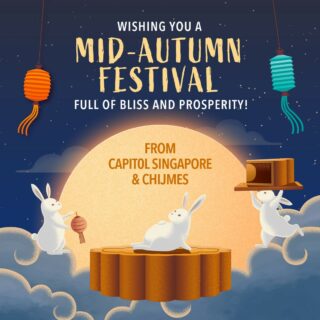 WISHING YOU A
MID-AUTUMN
FESTIVAL
FULL OF BLISS AND PROSPERITY!
FROM
CAPITOL SINGAPORE
& CHIJMES